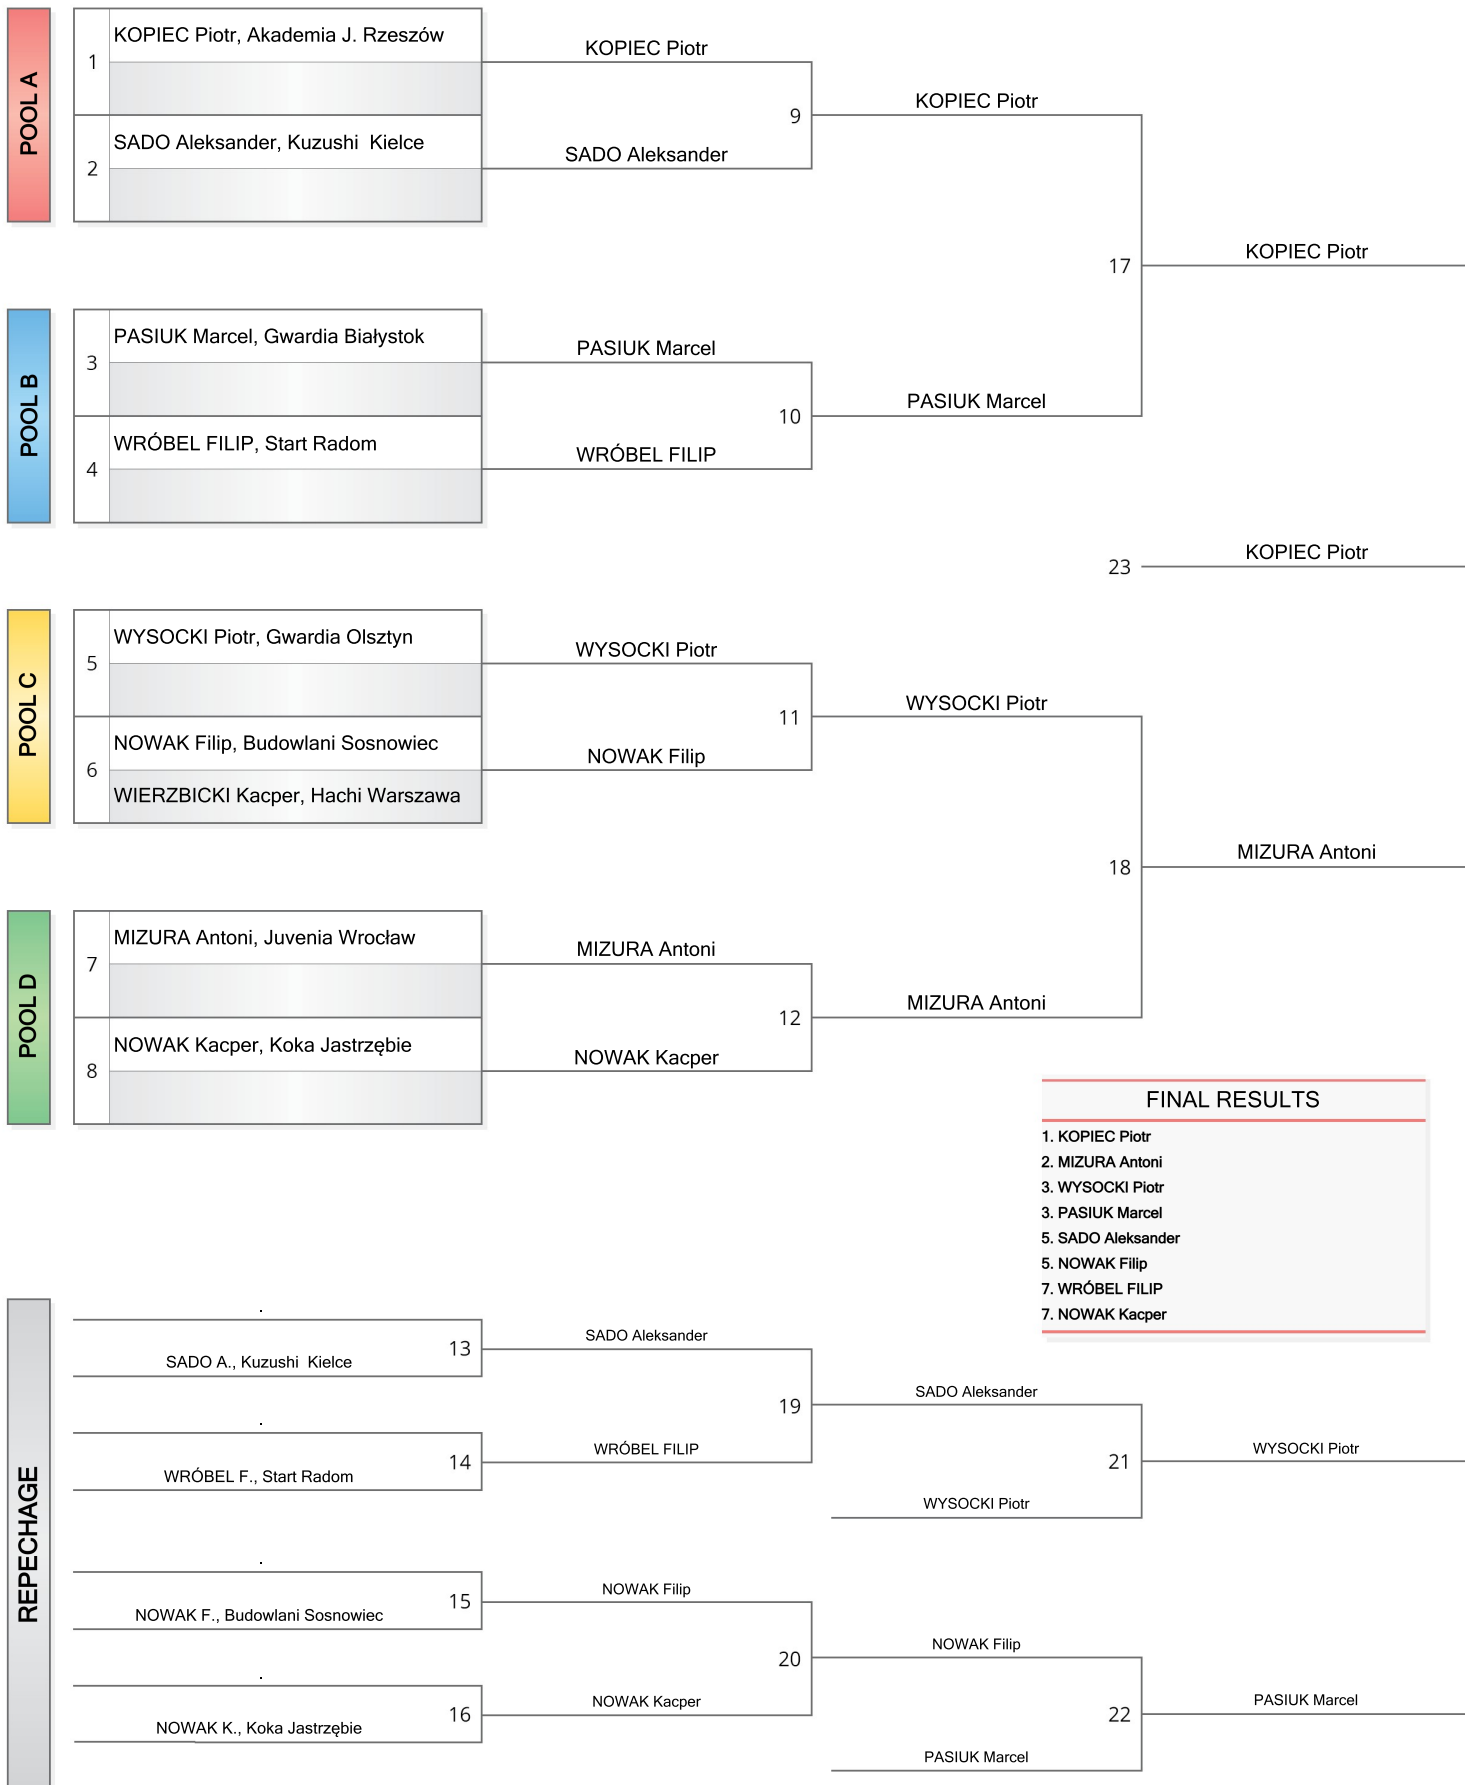 POOL A
1
KOPIEC Piotr, Akademia J. Rzeszów
2
SADO Aleksander, Kuzushi  Kielce
KOPIEC Piotr
SADO Aleksander
9
KOPIEC Piotr
17
KOPIEC Piotr
POOL B
3
PASIUK Marcel, Gwardia Białystok
4
WRÓBEL FILIP, Start Radom
PASIUK Marcel
WRÓBEL FILIP
10
PASIUK Marcel
23
KOPIEC Piotr
POOL C
5
WYSOCKI Piotr, Gwardia Olsztyn
6
NOWAK Filip, Budowlani Sosnowiec
WIERZBICKI Kacper, Hachi Warszawa
WYSOCKI Piotr
NOWAK Filip
11
WYSOCKI Piotr
18
MIZURA Antoni
POOL D
7
MIZURA Antoni, Juvenia Wrocław
8
NOWAK Kacper, Koka Jastrzębie
MIZURA Antoni
NOWAK Kacper
12
MIZURA Antoni
FINAL RESULTS
1. KOPIEC Piotr
2. MIZURA Antoni
3. WYSOCKI Piotr
3. PASIUK Marcel
5. SADO Aleksander
5. NOWAK Filip
7. WRÓBEL FILIP
7. NOWAK Kacper
REPECHAGE
.
13
SADO A., Kuzushi  Kielce
.
14
WRÓBEL F., Start Radom
SADO Aleksander
WRÓBEL FILIP
19
SADO Aleksander
WYSOCKI Piotr
21
WYSOCKI Piotr
.
15
NOWAK F., Budowlani Sosnowiec
.
16
NOWAK K., Koka Jastrzębie
NOWAK Filip
NOWAK Kacper
20
NOWAK Filip
PASIUK Marcel
22
PASIUK Marcel